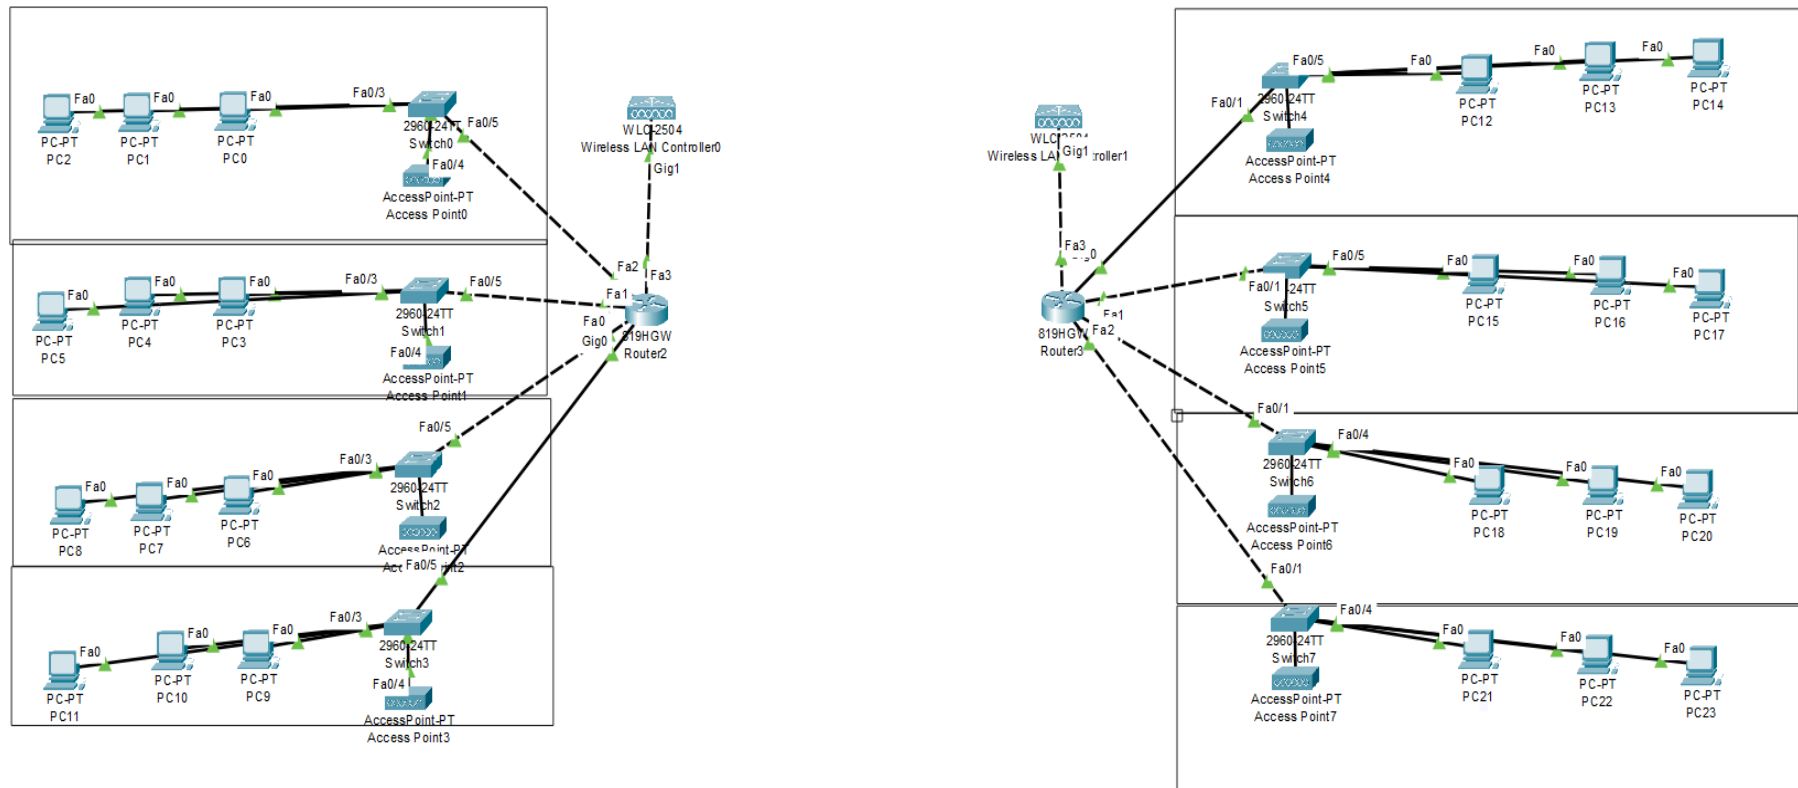 Fa0
Fa0
Fa0
Fa0/3
2960-24TT
Switch0
Fa0/5
Fa0/4
PC-PT
PC2
PC-PT
PC1
PC-PT
PC0
AccessPoint-PT
Access Point0
WLC-2504
Wireless LAN Controller0
Gig1
Fa2
Fa3
Fa1
Fa0
Gig0
819HGW
Router2
Fa0
Fa0
Fa0
Fa0/3
Fa0/5
2960-24TT
Switch1
Fa0/4
PC-PT
PC5
PC-PT
PC4
PC-PT
PC3
AccessPoint-PT
Access Point1
Fa0/5
Fa0
Fa0
Fa0
Fa0/3
2960-24TT
Switch2
PC-PT
PC8
PC-PT
PC7
PC-PT
PC6
AccessPoint-PT
Fa0/5
Fa0
Fa0
Fa0
Fa0/3
2960-24TT
Switch3
Fa0/4
PC-PT
PC11
PC-PT
PC10
PC-PT
PC9
AccessPoint-PT
Access Point3
Gig1
Wireless
Fa3
Fa1
Fa2
819HGW
Router3
Fa0/1
Fa0/5
Fa0
Fa0
Fa0
2960-24TT
Switch4
PC-PT
PC12
PC-PT
PC13
PC-PT
PC14
AccessPoint-PT
Access Point4
Fa0/5
Fa0
Fa0
Fa0
Fa0/1
Switch5
PC-PT
PC15
PC-PT
PC16
PC-PT
PC17
AccessPoint-PT
Access Point5
Fa0/1
Fa0/4
Fa0
Fa0
Fa0
2960-24TT
Switch6
PC-PT
PC18
PC-PT
PC19
PC-PT
PC20
AccessPoint-PT
Access Point6
Fa0/1
Fa0/4
Fa0
Fa0
Fa0
2960-24TT
Switch7
PC-PT
PC21
PC-PT
PC22
PC-PT
PC23
AccessPoint-PT
Access Point7